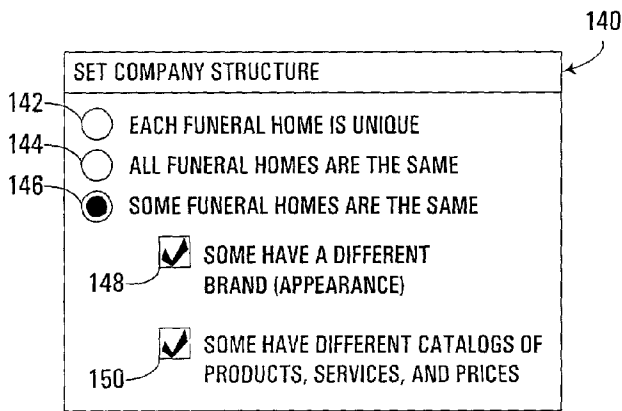 140
SET COMPANY STRUCTURE
142
EACH FUNERAL HOME IS UNIQUE
144
ALL FUNERAL HOMES ARE THE SAME
146
SOME FUNERAL HOMES ARE THE SAME
SOME HAVE A DIFFERENT
148
BRAND (APPEARANCE)
SOME HAVE DIFFERENT CATALOGS OF
150
PRODUCTS, SERVICES, AND PRICES